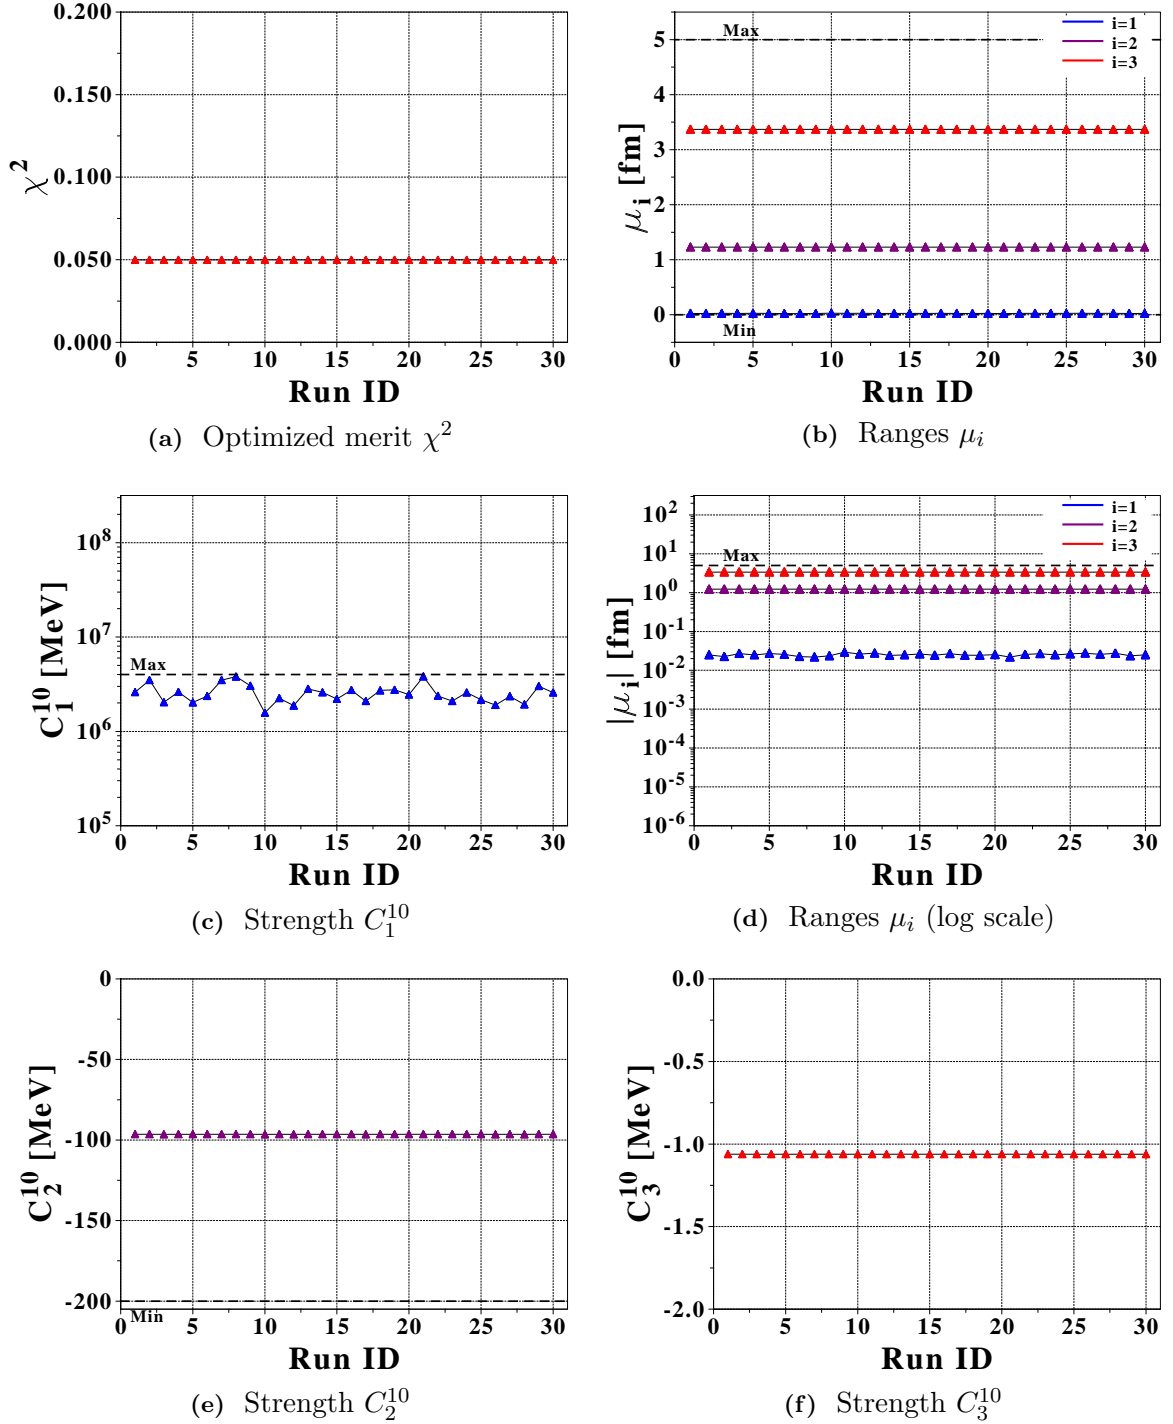 0.200
0.150
0.100
0.050
0.000
χ²
0 5 10 15 20 25 30
Run ID
(a) Optimized merit χ²
5
4
3
2
1
0
μᵢ [fm]
Max
Min
i=1
i=2
i=3
0 5 10 15 20 25 30
Run ID
(b) Ranges μᵢ
10⁸
10⁷
10⁶
10⁵
C₁¹⁰ [MeV]
Max
0 5 10 15 20 25 30
Run ID
(c) Strength C₁¹⁰
10²
10¹
10⁰
10⁻¹
10⁻²
10⁻³
10⁻⁴
10⁻⁵
10⁻⁶
|μᵢ| [fm]
Max
i=1
i=2
i=3
0 5 10 15 20 25 30
Run ID
(d) Ranges μᵢ (log scale)
0
-50
-100
-150
-200
C₂¹⁰ [MeV]
Min
0 5 10 15 20 25 30
Run ID
(e) Strength C₂¹⁰
0.0
-0.5
-1.0
-1.5
-2.0
C₃¹⁰ [MeV]
0 5 10 15 20 25 30
Run ID
(f) Strength C₃¹⁰